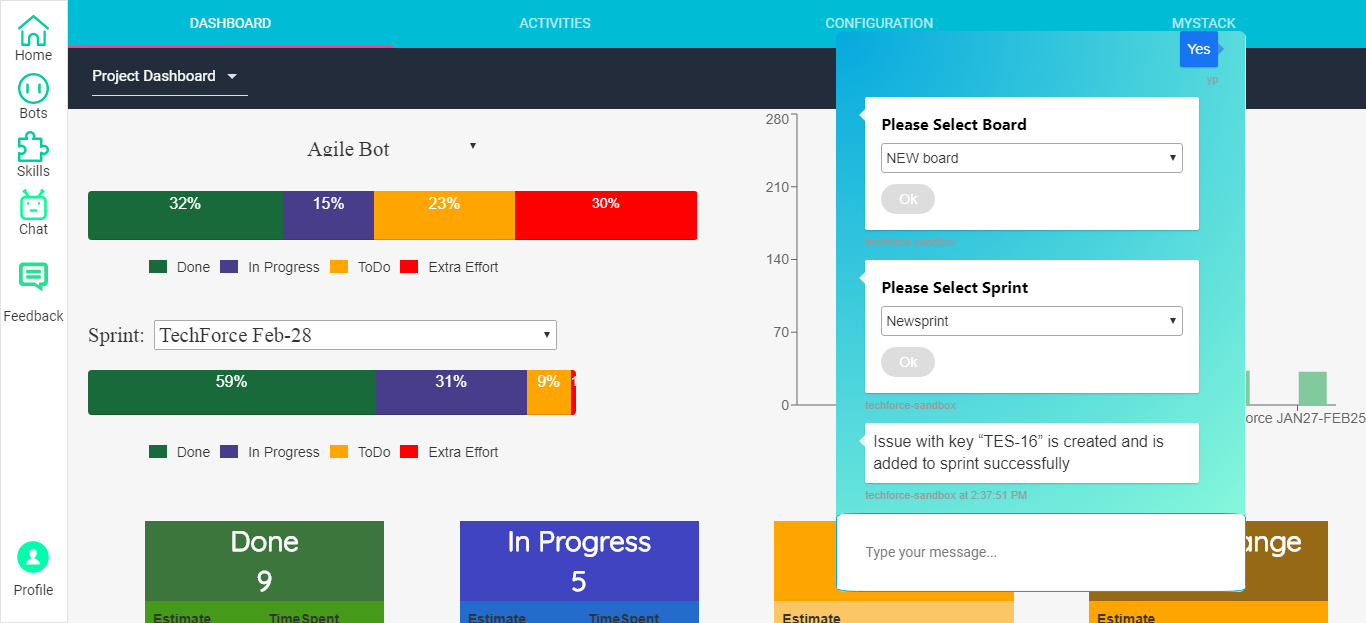 Home
Bots
Skills
Chat
Feedback
Profile
DASHBOARD
ACTIVITIES
CONFIGURATION
MYSTACK
Project Dashboard
Agile Bot
32%
15%
23%
30%
Done
In Progress
ToDo
Extra Effort
Sprint:
TechForce Feb-28
59%
31%
9%
Done
In Progress
ToDo
Extra Effort
280
210
140
70
0
orce JAN27-FEB25
Done
9
Estimate TimeSpent
In Progress
5
Estimate TimeSpent
Estimate
ange
Estimate
Yes
yp
Please Select Board
NEW board
Ok
techforce-sandbox
Please Select Sprint
Newsprint
Ok
techforce-sandbox
Issue with key “TES-16” is created and is
added to sprint successfully
techforce-sandbox at 2:37:51 PM
Type your message...